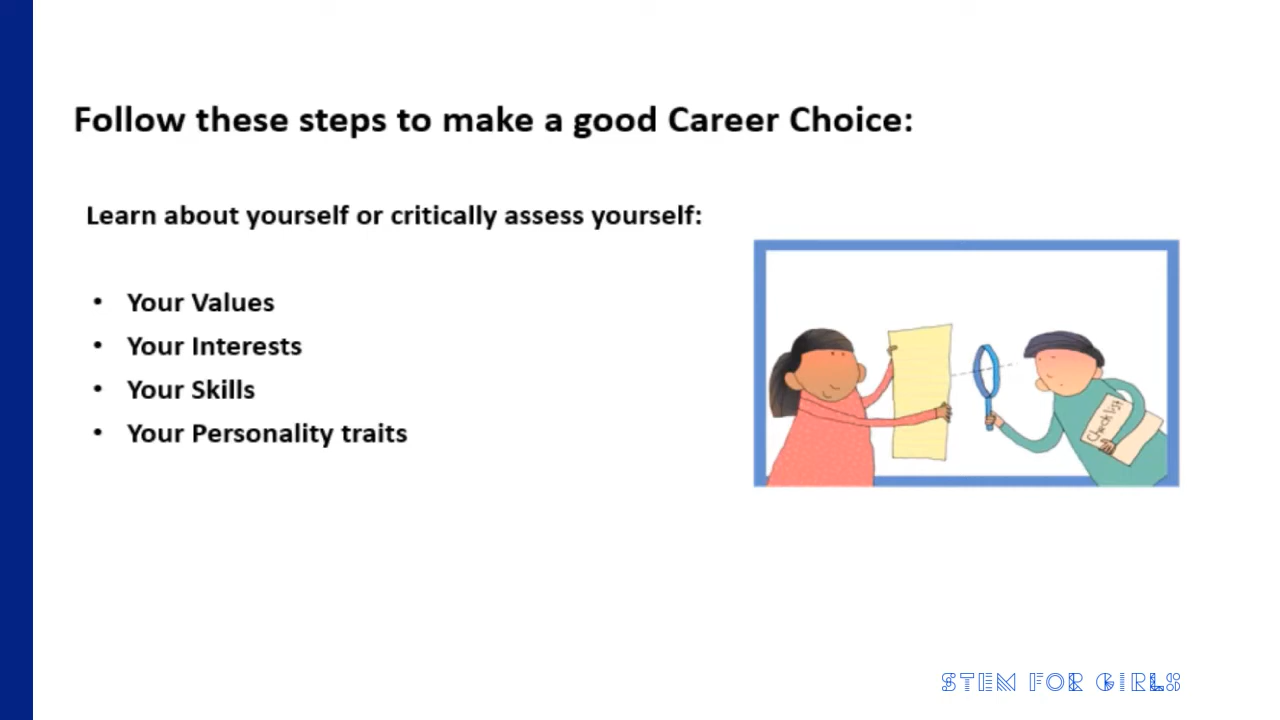 Follow these steps to make a good Career Choice:
Learn about yourself or critically assess yourself:
• Your Values
• Your Interests
• Your Skills
• Your Personality traits
Checklist
STEM FOR GIRLS